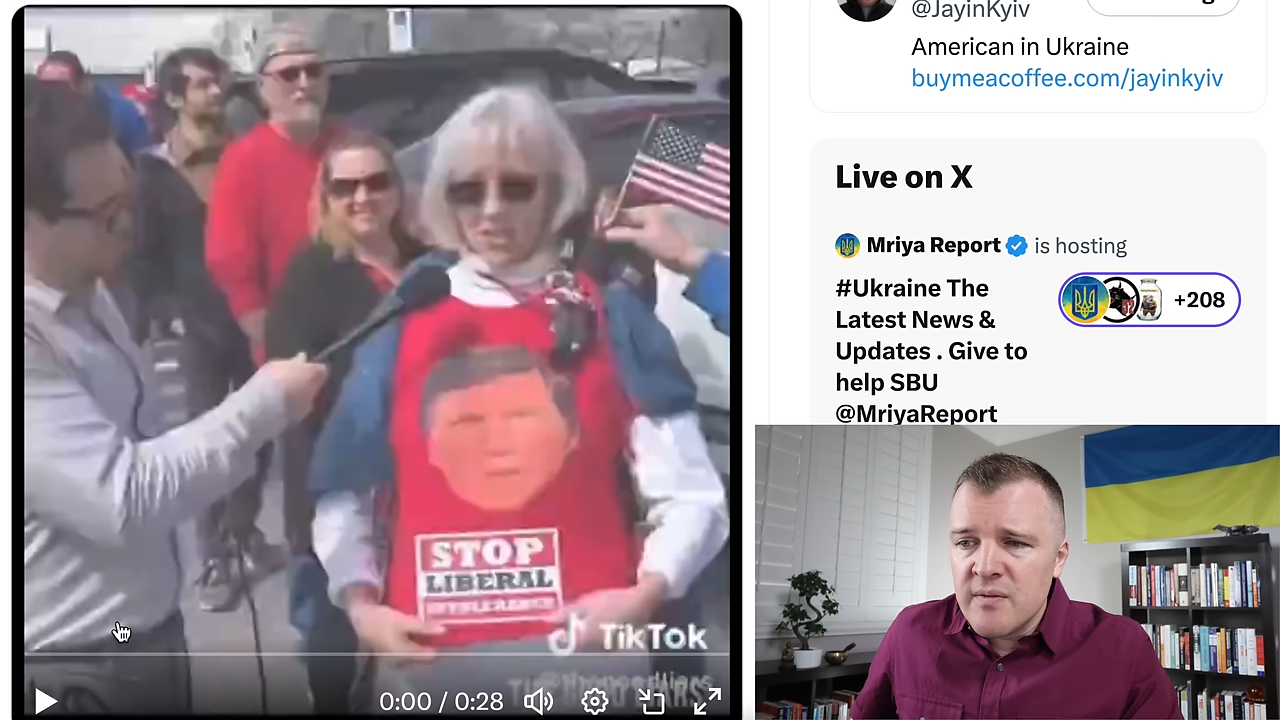 @JayinKyiv
American in Ukraine
buymeacoffee.com/jayinkyiv
Live on X
Mriya Report is hosting
#Ukraine The
Latest News &
Updates . Give to
help SBU
@MriyaReport
+208
STOP
LIBERAL
INTOLERANCE
TikTok
0:00 / 0:28